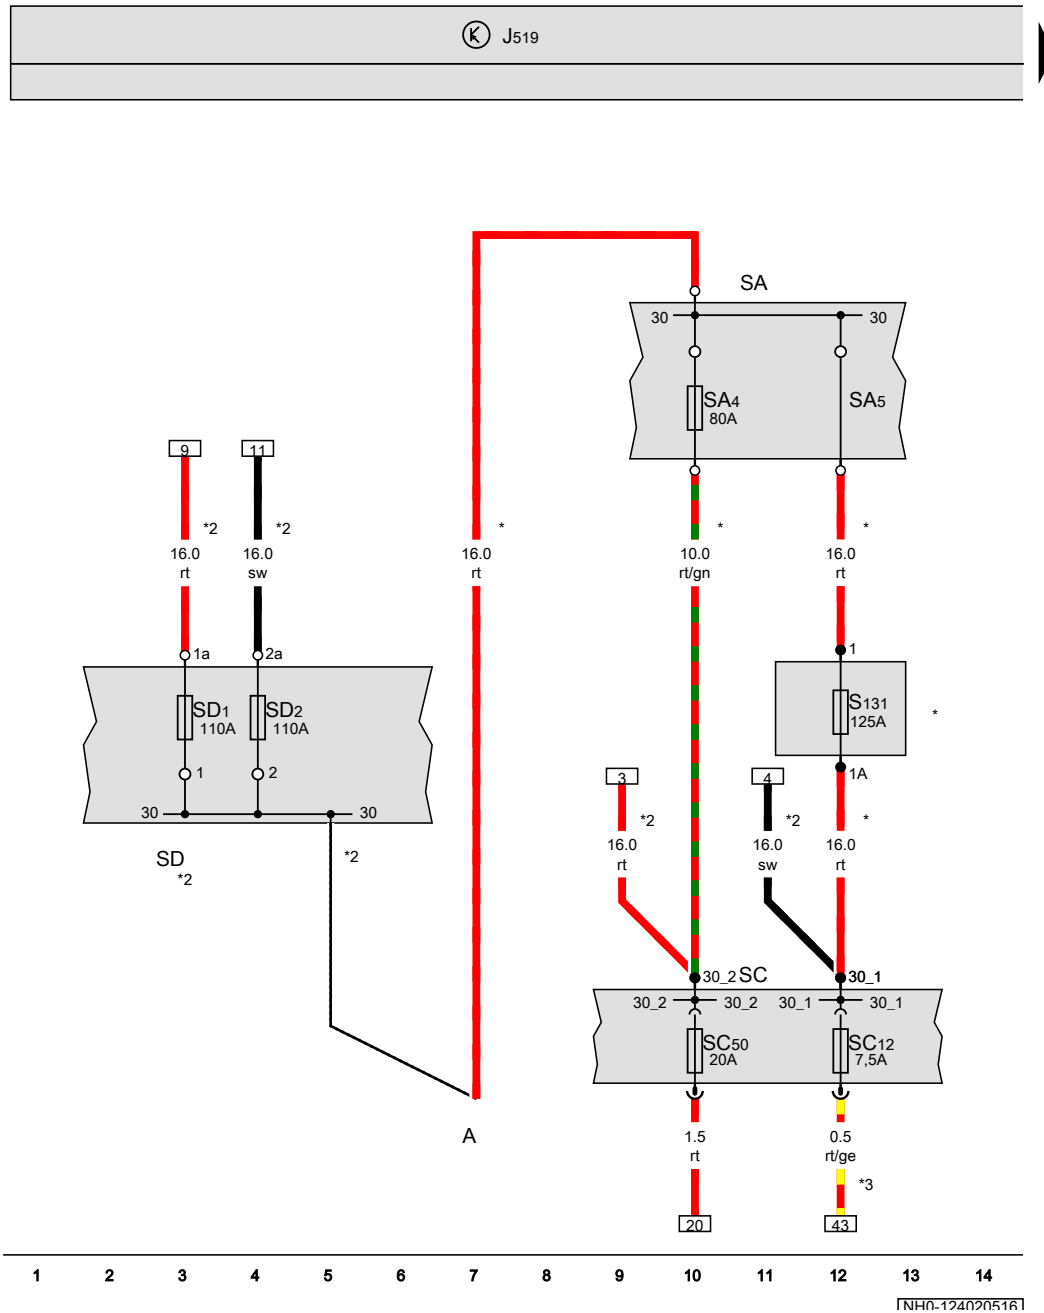 J519
SA
30 30
SA4 SA5
80A
9 11
*2 *2 * * *
16.0 16.0 16.0 10.0 16.0
rt sw rt rt/gn rt
1
1a 2a
S131
SD1 SD2 125A
110A 110A *
1 2 3 4 1A
30 30 *2 *2 *
16.0 16.0 16.0
SD *2 rt sw rt
*2
30_2 SC 30_1
30_2 30_2 30_1 30_1
SC50 SC12
20A 7,5A
A 1.5 0.5
rt rt/ge
*3
20 43
1 2 3 4 5 6 7 8 9 10 11 12 13 14
NH0-124020516